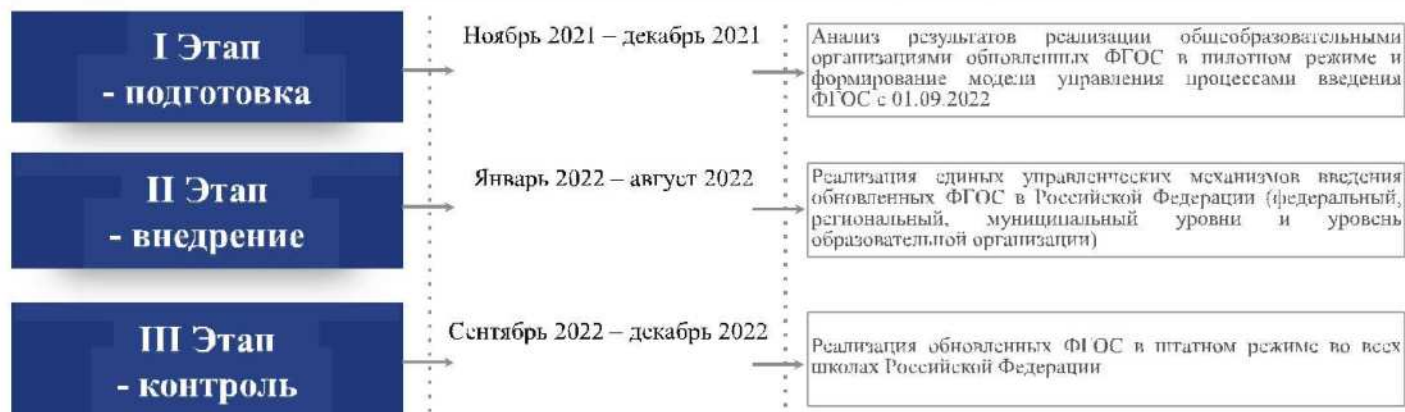 I Этап
- подготовка
Ноябрь 2021 – декабрь 2021
Анализ результатов реализации общеобразовательными
организациями обновленных ФГОС в пилотном режиме и
формирование модели управления процессами введения
ФГОС с 01.09.2022
II Этап
- внедрение
Январь 2022 – август 2022
Реализация единых управленческих механизмов введения
обновленных ФГОС в Российской Федерации (федеральный,
региональный, муниципальный уровни и уровень
образовательной организации)
III Этап
- контроль
Сентябрь 2022 – декабрь 2022
Реализация обновленных ФГОС в штатном режиме во всех
школах Российской Федерации